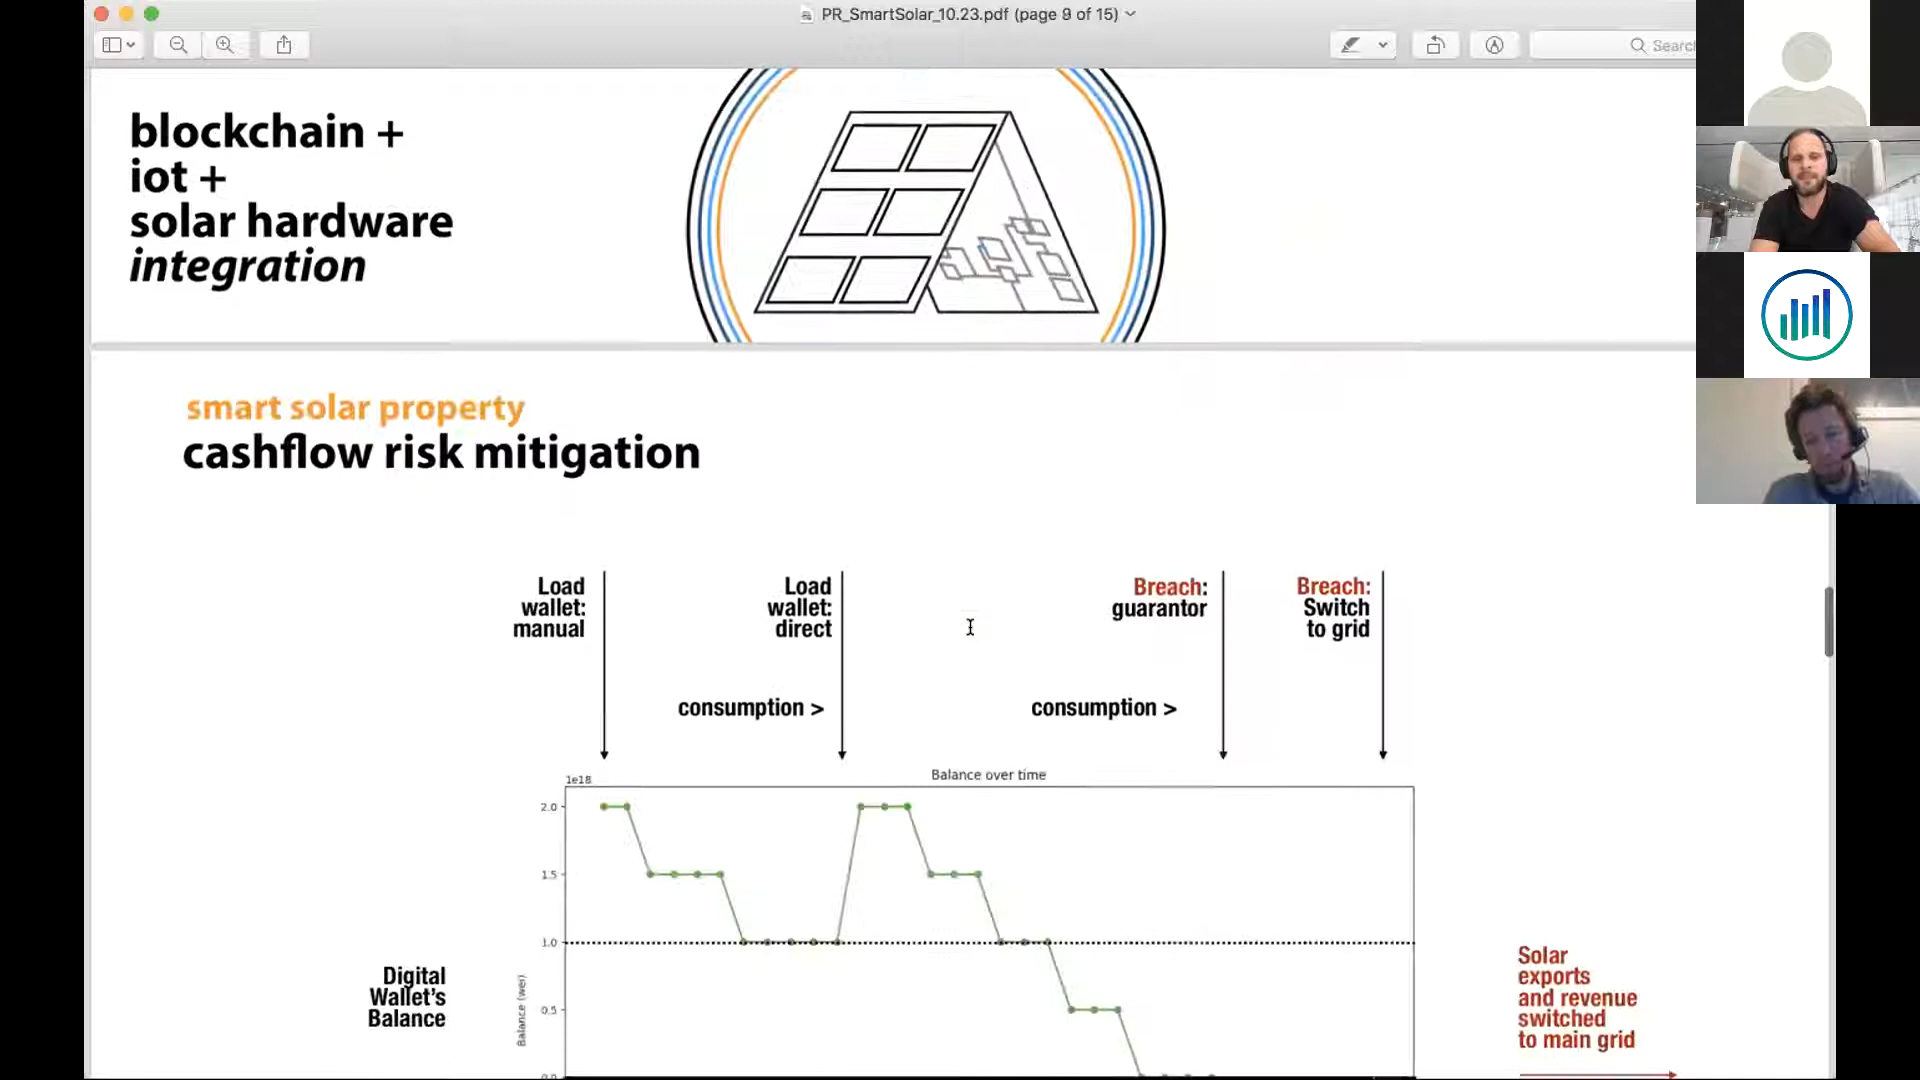 PR_SmartSolar_10.23.pdf (page 9 of 15)
Search
blockchain +
iot +
solar hardware
integration
smart solar property
cashflow risk mitigation
Load
wallet:
manual
Load
wallet:
direct
Breach:
guarantor
Breach:
Switch
to grid
consumption >
consumption >
1e18
Balance over time
2.0
1.5
1.0
0.5
0.0
Balance (wei)
Digital
Wallet's
Balance
Solar
exports
and revenue
switched
to main grid